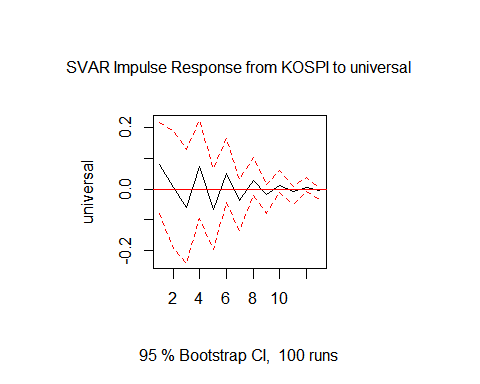 SVAR Impulse Response from KOSPI to universal
universal
0.2
0.0
-0.2
2 4 6 8 10
95 % Bootstrap CI, 100 runs